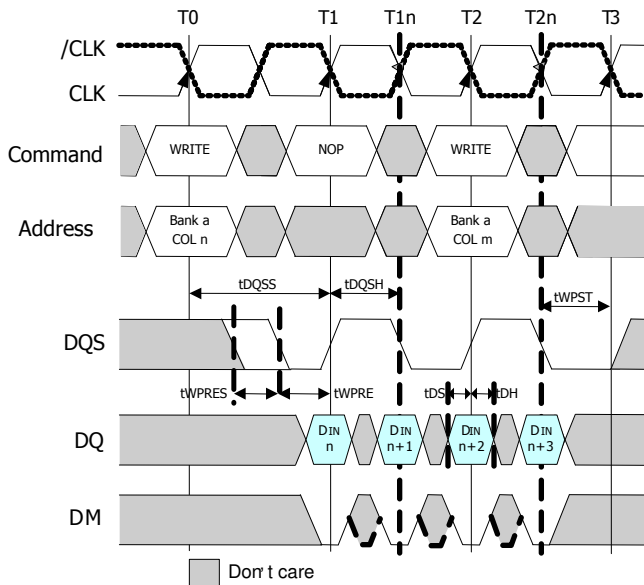 T0 T1 T1n T2 T2n T3
/CLK
CLK
Command WRITE NOP WRITE
Address Bank a COL n Bank a COL m
tDQSS tDQSH tWPST
DQS
tWPRES tWPRE tDS tDH
DQ DIN n DIN n+1 DIN n+2 DIN n+3
DM
Don't care